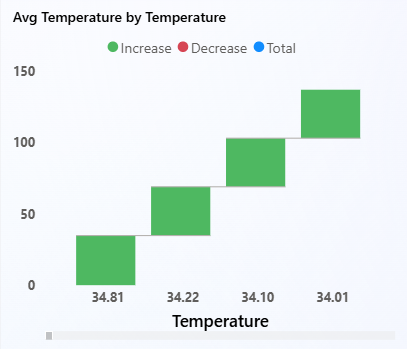 Avg Temperature by Temperature
Increase Decrease Total
150
100
50
0
34.81 34.22 34.10 34.01
Temperature